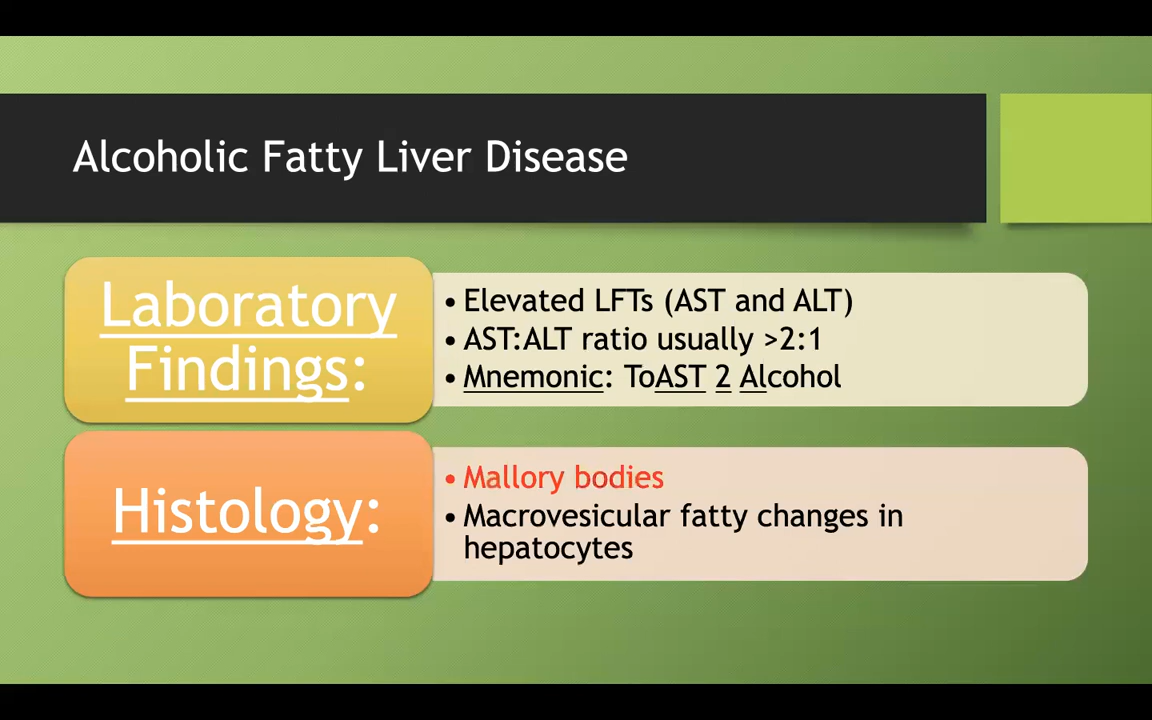 Alcoholic Fatty Liver Disease
Laboratory
Findings:
• Elevated LFTs (AST and ALT)
• AST:ALT ratio usually >2:1
• Mnemonic: ToAST 2 Alcohol
Histology:
• Mallory bodies
• Macrovesicular fatty changes in
hepatocytes